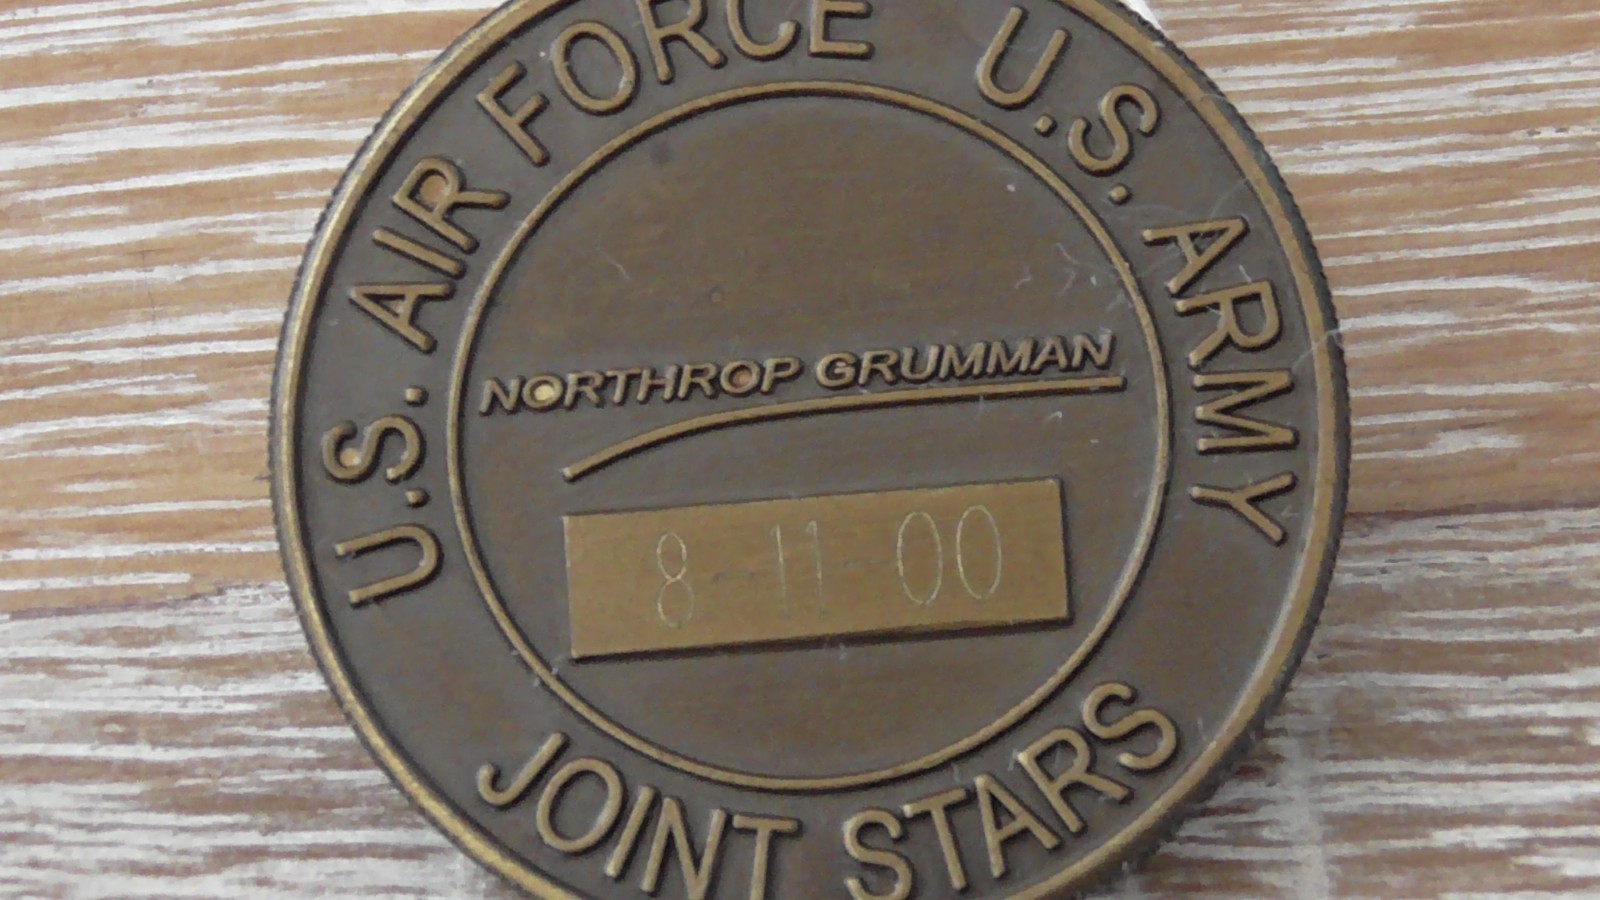 U.S. AIR FORCE U.S. ARMY
NORTHROP GRUMMAN
8-11-00
JOINT STARS